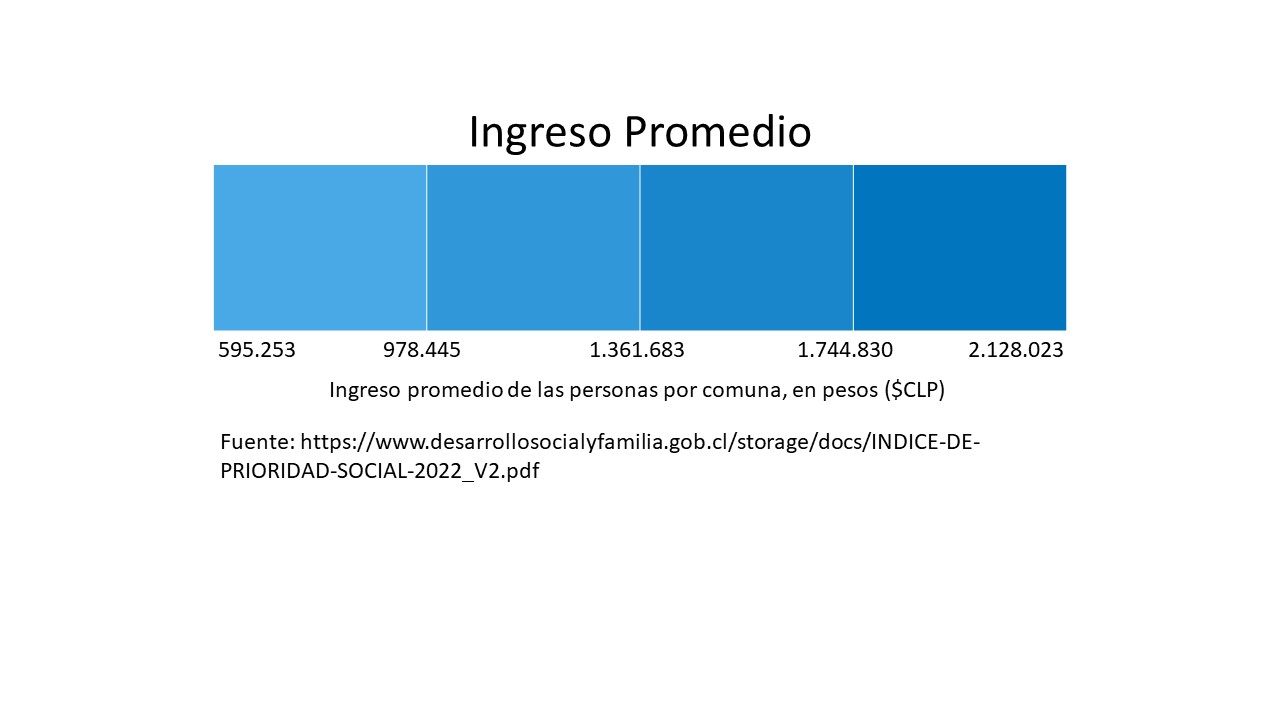 Ingreso Promedio
595.253 978.445 1.361.683 1.744.830 2.128.023
Ingreso promedio de las personas por comuna, en pesos ($CLP)
Fuente: https://www.desarrollosocialyfamilia.gob.cl/storage/docs/INDICE-DE-
PRIORIDAD-SOCIAL-2022_V2.pdf